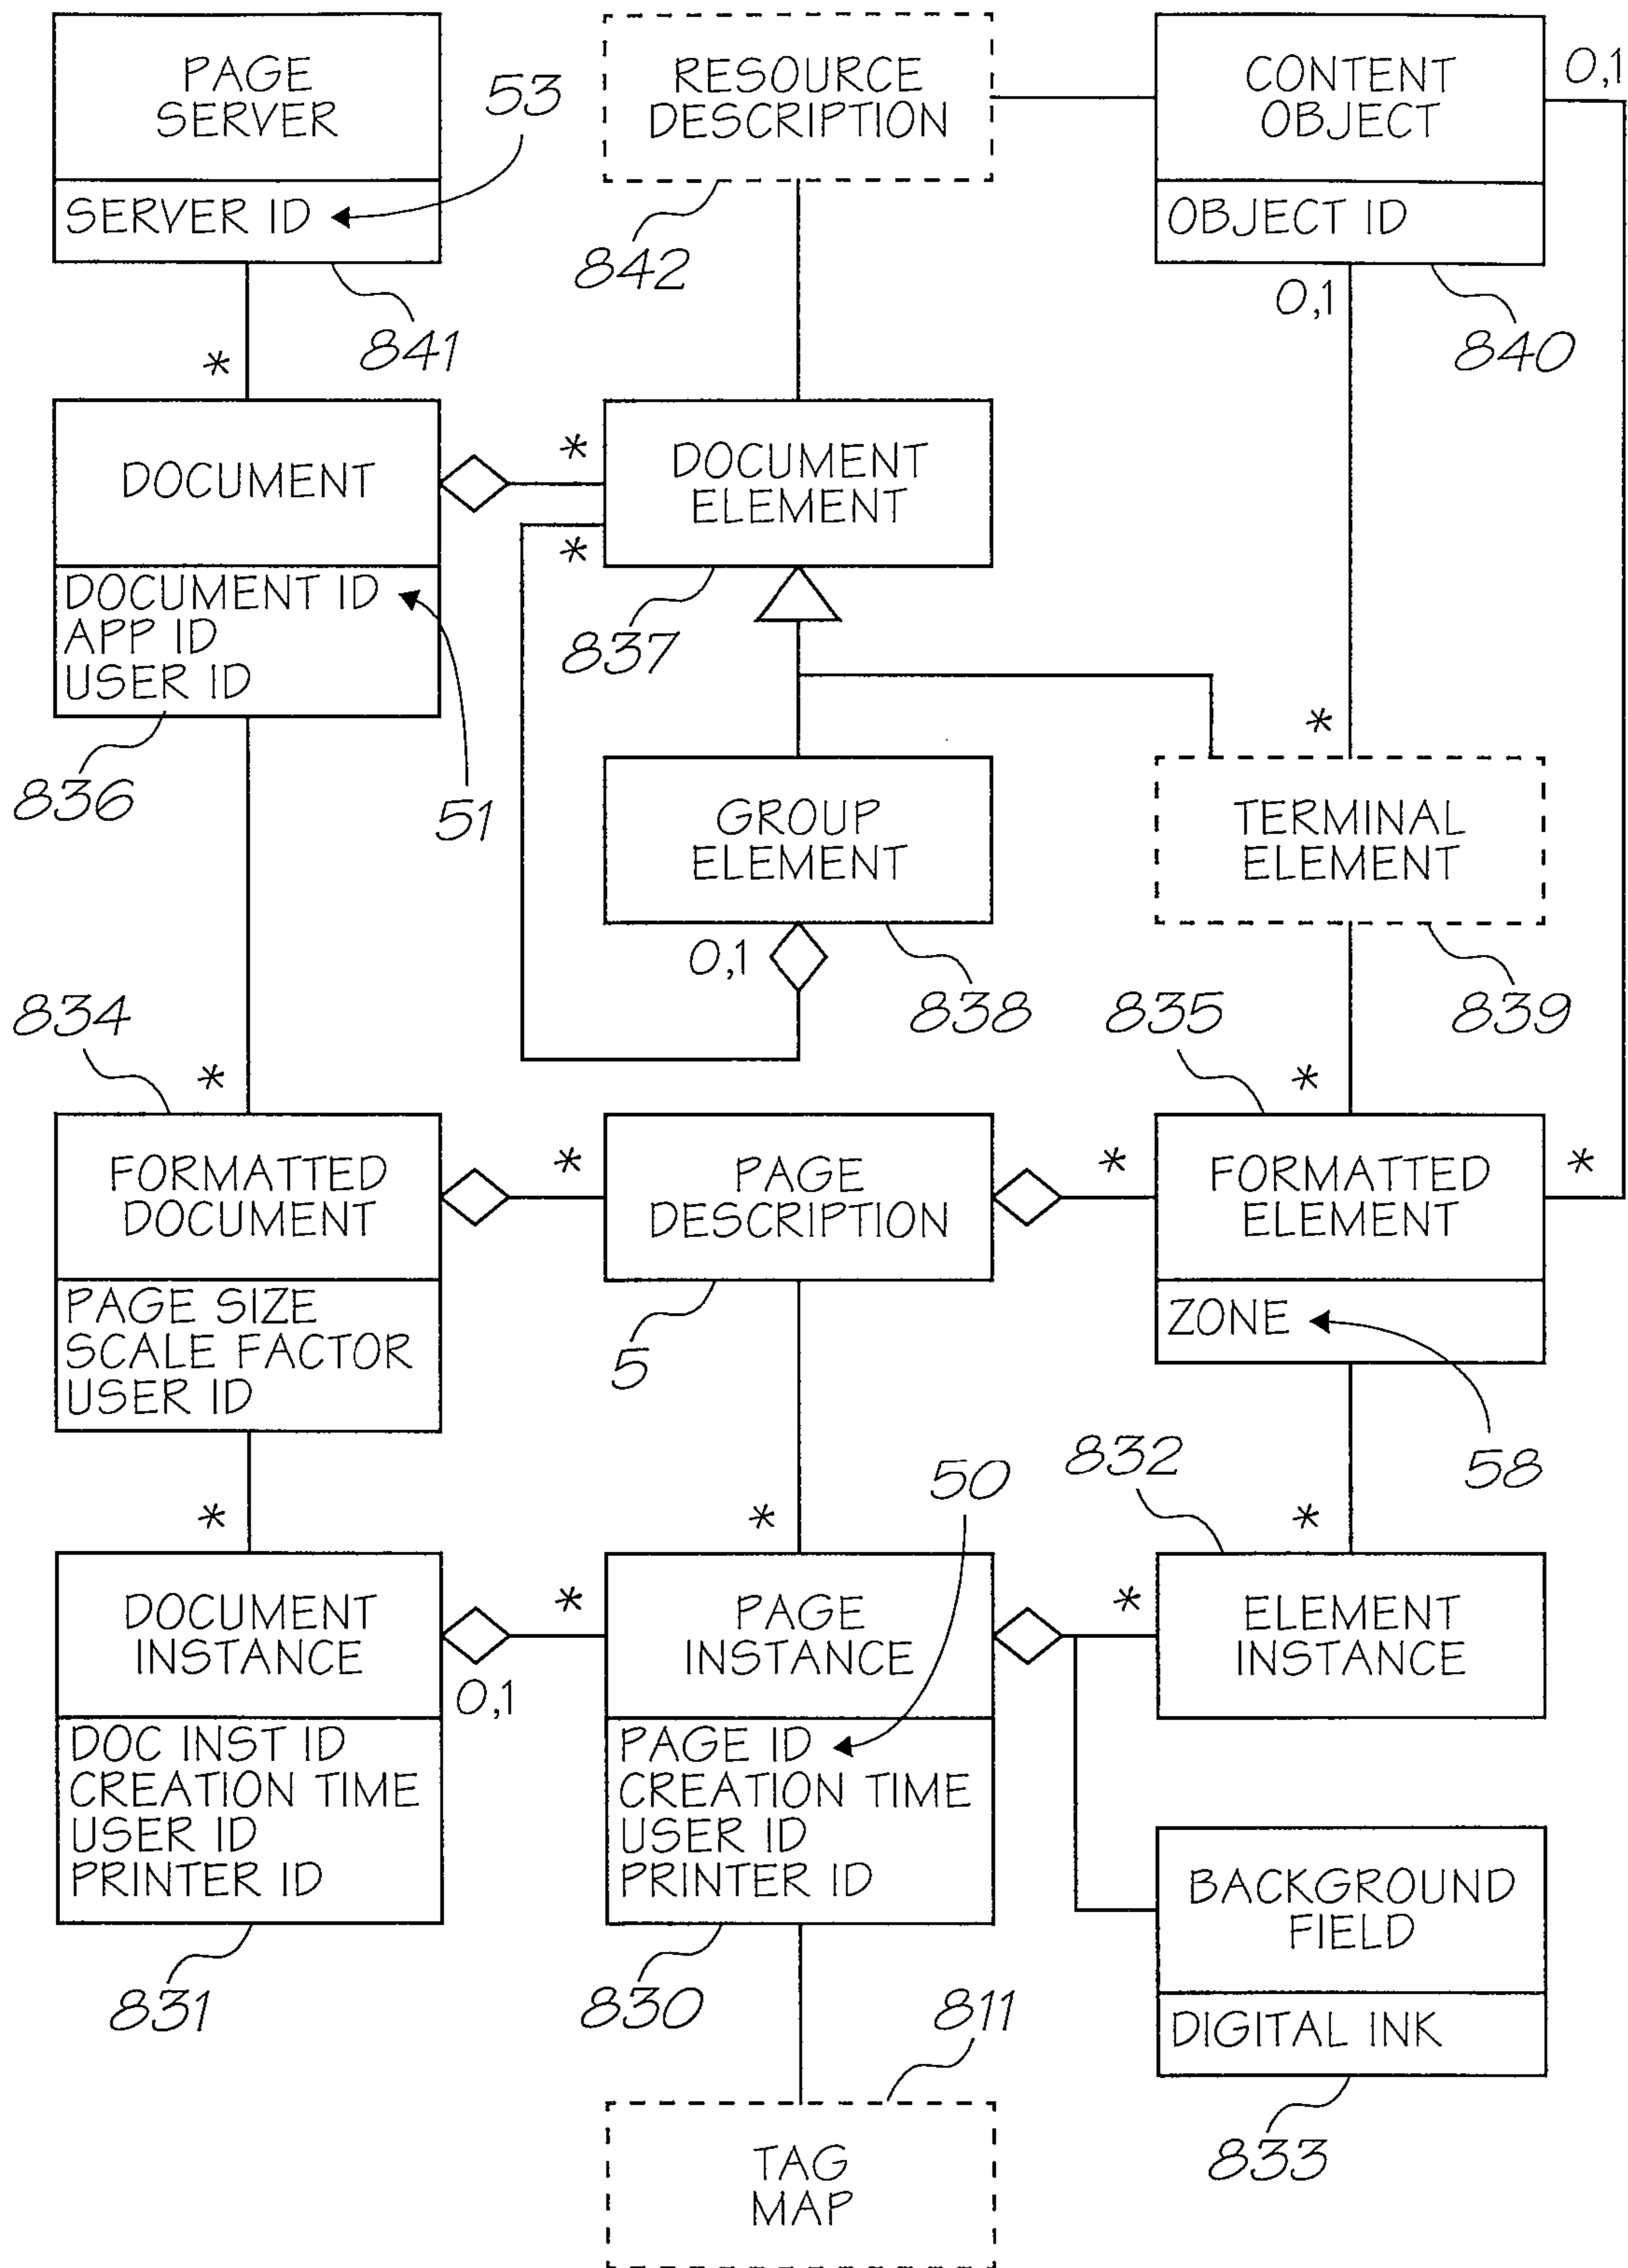 PAGE
SERVER
SERVER ID
53
841
RESOURCE
DESCRIPTION
842
CONTENT
OBJECT
OBJECT ID
0,1
0,1
840
*
DOCUMENT
DOCUMENT ID
APP ID
USER ID
51
836
*
*
DOCUMENT
ELEMENT
837
GROUP
ELEMENT
0,1
838
*
TERMINAL
ELEMENT
839
834
*
FORMATTED
DOCUMENT
PAGE SIZE
SCALE FACTOR
USER ID
*
PAGE
DESCRIPTION
5
*
835
*
FORMATTED
ELEMENT
*
ZONE
58
*
DOCUMENT
INSTANCE
0,1
DOC INST ID
CREATION TIME
USER ID
PRINTER ID
831
*
*
50
PAGE
INSTANCE
PAGE ID
CREATION TIME
USER ID
PRINTER ID
830
832
*
*
ELEMENT
INSTANCE
BACKGROUND
FIELD
DIGITAL INK
833
811
TAG
MAP